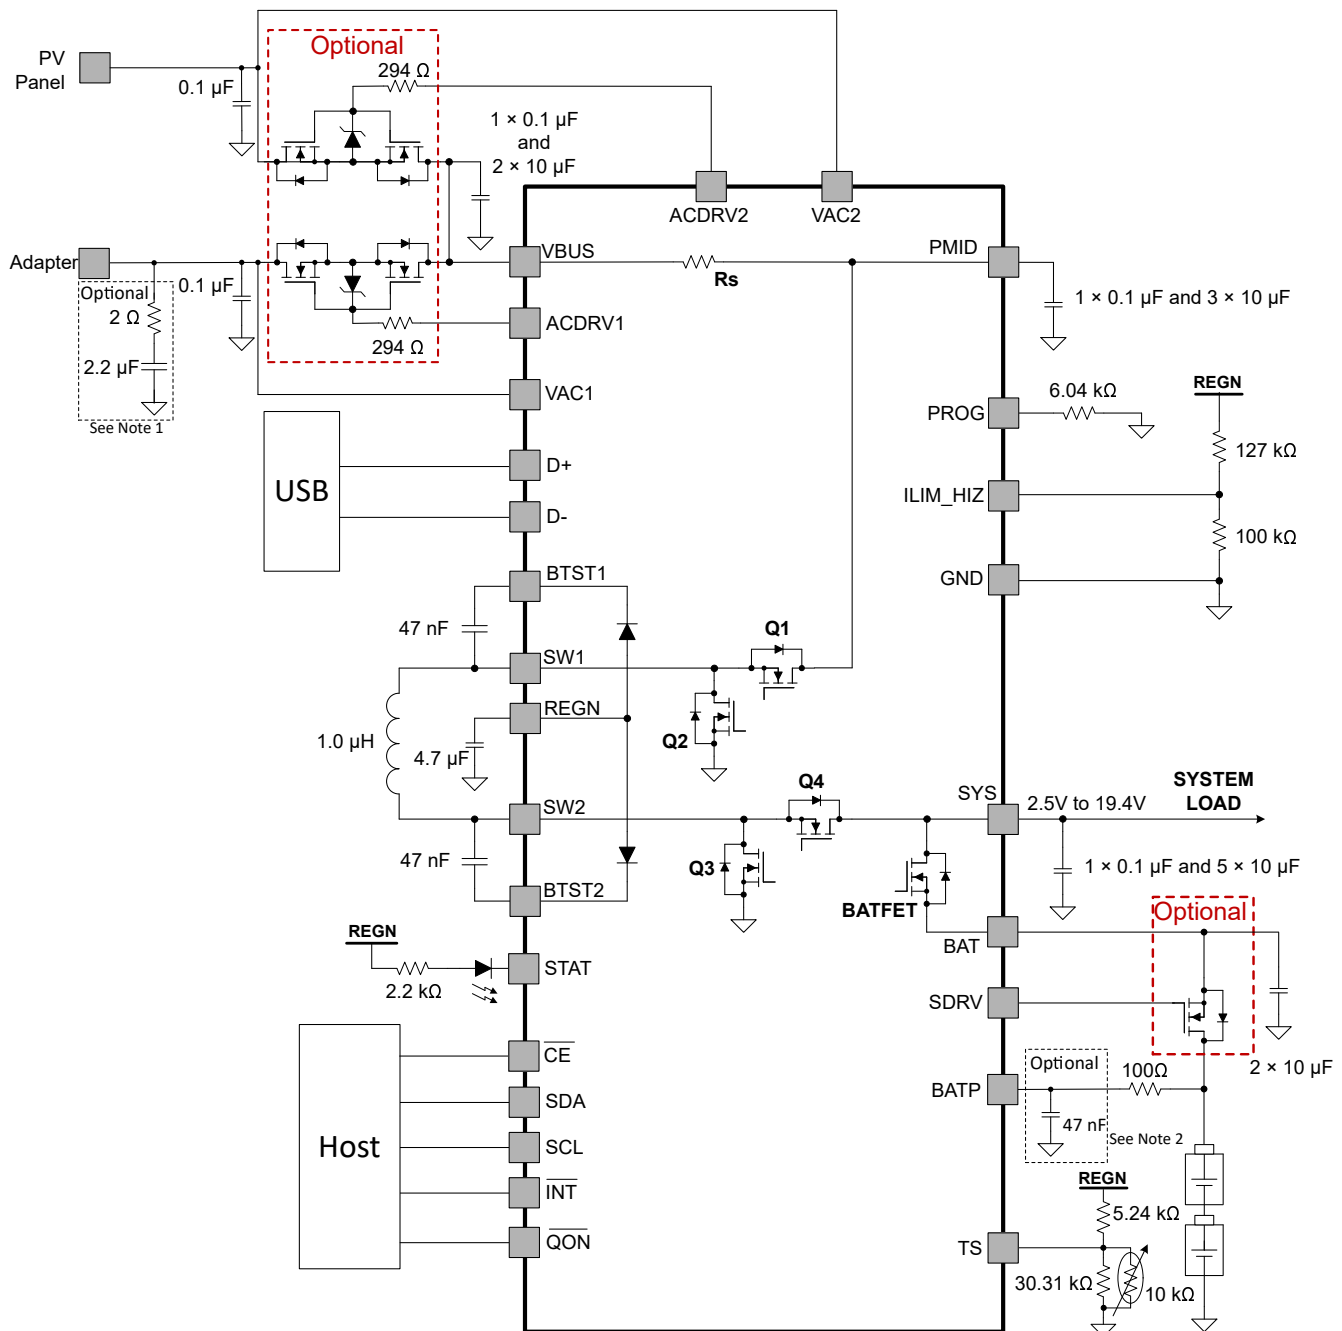 PV
Panel
0.1 µF
Optional
294 Ω
1 × 0.1 µF
and
2 × 10 µF
ACDRV2
VAC2
Adapter
Optional
2 Ω
2.2 µF
See Note 1
0.1 µF
294 Ω
VBUS
Rs
PMID
1 × 0.1 µF and 3 × 10 µF
ACDRV1
VAC1
PROG
6.04 kΩ
REGN
127 kΩ
ILIM_HIZ
100 kΩ
GND
USB
D+
D-
BTST1
47 nF
SW1
Q1
REGN
1.0 µH
4.7 µF
Q2
SW2
Q4
SYS
2.5V to 19.4V
SYSTEM
LOAD
47 nF
Q3
1 × 0.1 µF and 5 × 10 µF
BTST2
BATFET
BAT
Optional
REGN
2.2 kΩ
STAT
SDRV
2 × 10 µF
Host
CE
SDA
SCL
INT
QON
BATP
Optional
47 nF
100Ω
See Note 2
REGN
5.24 kΩ
TS
30.31 kΩ
10 kΩ